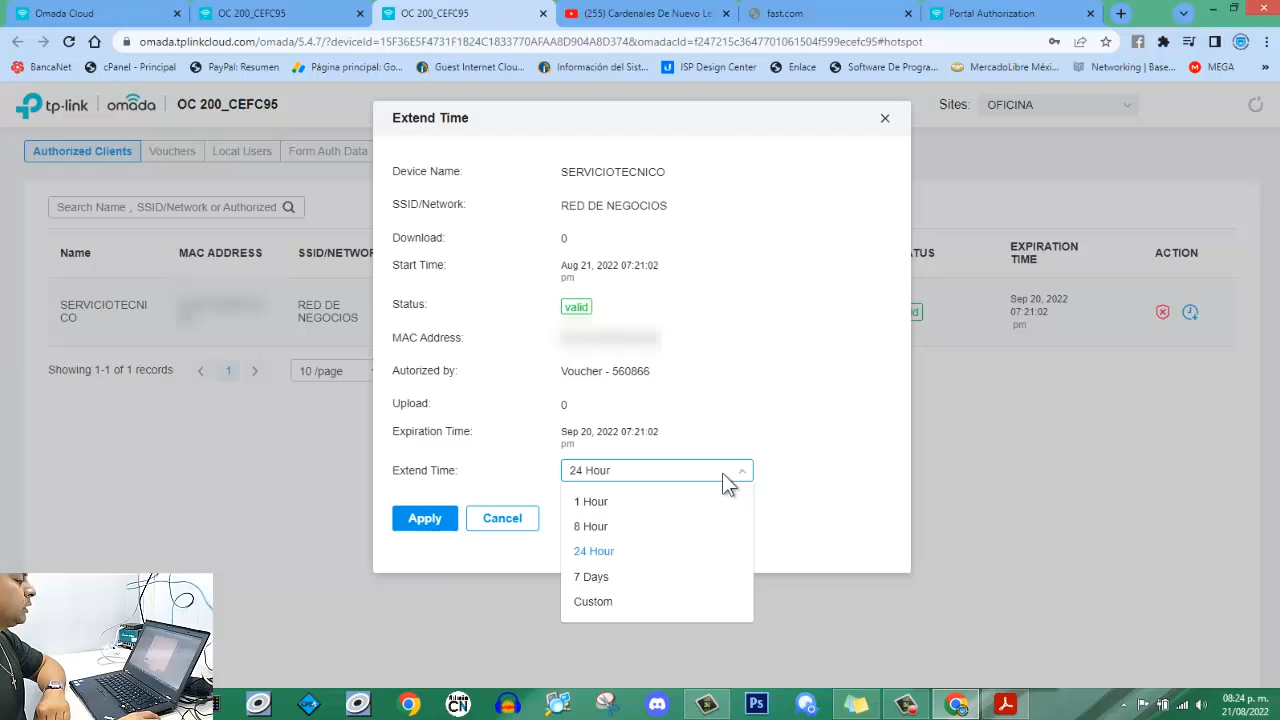 Omada Cloud
OC 200_CEFC95
OC 200_CEFC95
(255) Cardenales De Nuevo Le
fast.com
Portal Authorization
omada.tplinkcloud.com/omada/5.4.7/?deviceId=15F36E5F4731F1B24C1833770AFAA8D904A8D374&omadacId=f247215c3647701061504f599ecefc95#hotspot
BancaNet
cPanel - Principal
PayPal: Resumen
Página principal: Go...
Guest Internet Clou...
Información del Sist...
ISP Design Center
Enlace
Software De Progra...
MercadoLibre Méxi...
Networking | Base...
MEGA
»
tp-link
omada
OC 200_CEFC95
Sites:
OFICINA
Authorized Clients
Vouchers
Local Users
Form Auth Data
Search Name , SSID/Network or Authorized
Name
MAC ADDRESS
SSID/NETWOR
ATUS
EXPIRATION
TIME
ACTION
SERVICIOTECNI
CO
RED DE
NEGOCIOS
Sep 20, 2022
07:21:02
pm
Showing 1-1 of 1 records
1
10 /page
Extend Time
Device Name:
SERVICIOTECNICO
SSID/Network:
RED DE NEGOCIOS
Download:
0
Start Time:
Aug 21, 2022 07:21:02
pm
Status:
valid
MAC Address:
Autorized by:
Voucher - 560866
Upload:
0
Expiration Time:
Sep 20, 2022 07:21:02
pm
Extend Time:
24 Hour
1 Hour
8 Hour
24 Hour
7 Days
Custom
Apply
Cancel
Ps
08:24 p. m.
21/08/2022